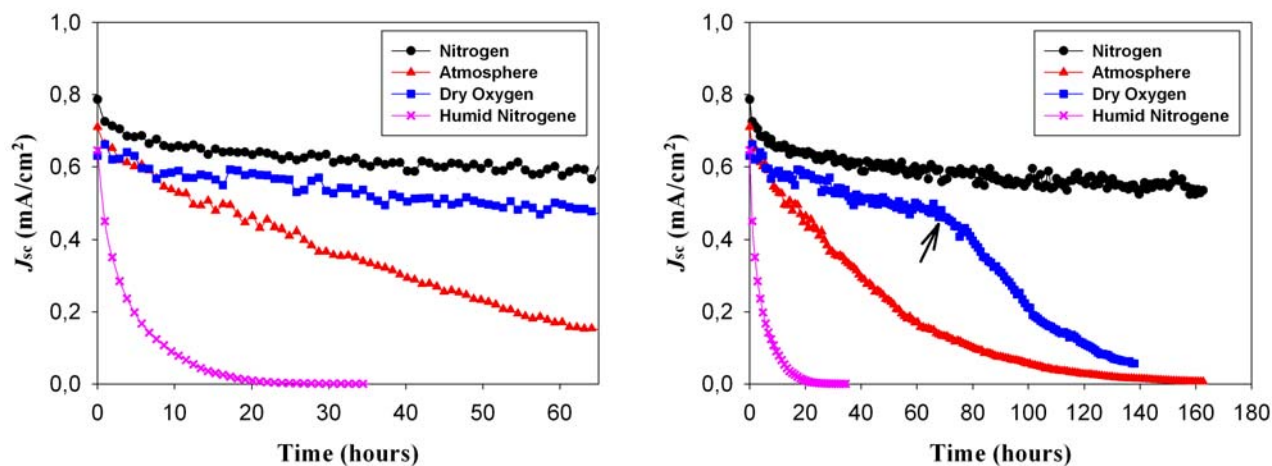 1,0
0,8
0,6
0,4
0,2
0,0
J_sc (mA/cm²)
0 10 20 30 40 50 60
Time (hours)
Nitrogen
Atmosphere
Dry Oxygen
Humid Nitrogene
1,0
0,8
0,6
0,4
0,2
0,0
J_sc (mA/cm²)
0 20 40 60 80 100 120 140 160 180
Time (hours)
Nitrogen
Atmosphere
Dry Oxygen
Humid Nitrogene